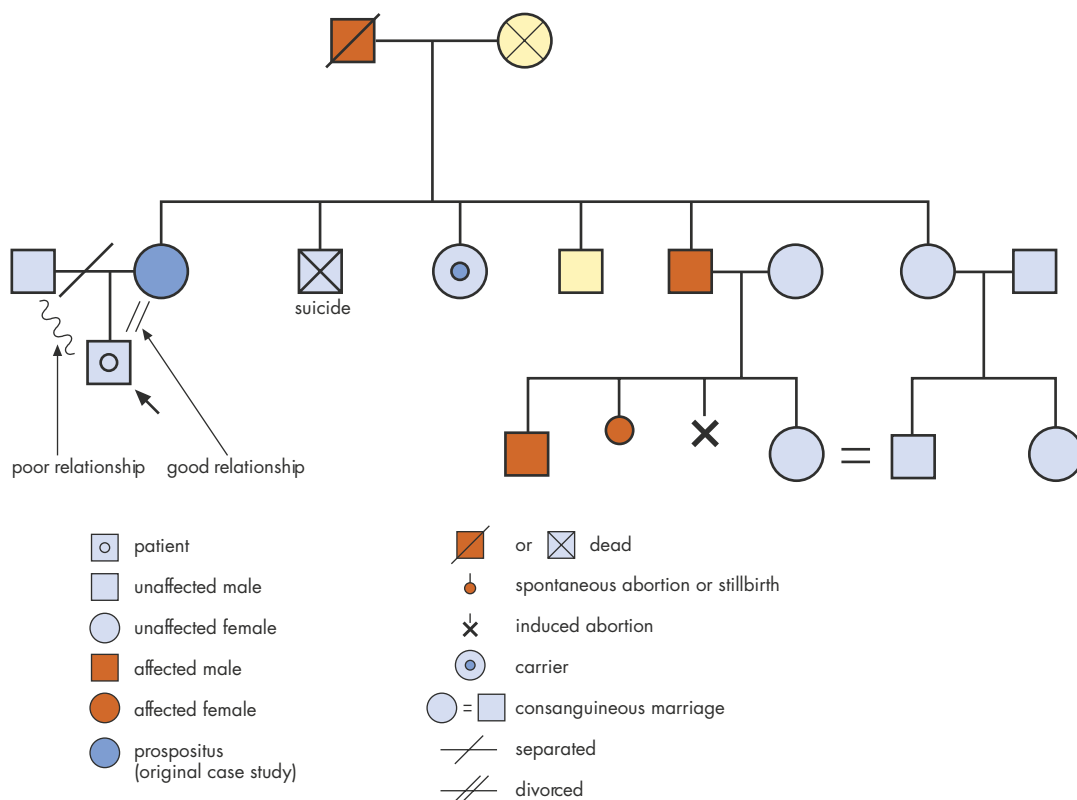 suicide
poor relationship
good relationship
patient
unaffected male
unaffected female
affected male
affected female
prospositus
(original case study)
or
dead
spontaneous abortion or stillbirth
induced abortion
carrier
=
consanguineous marriage
separated
divorced